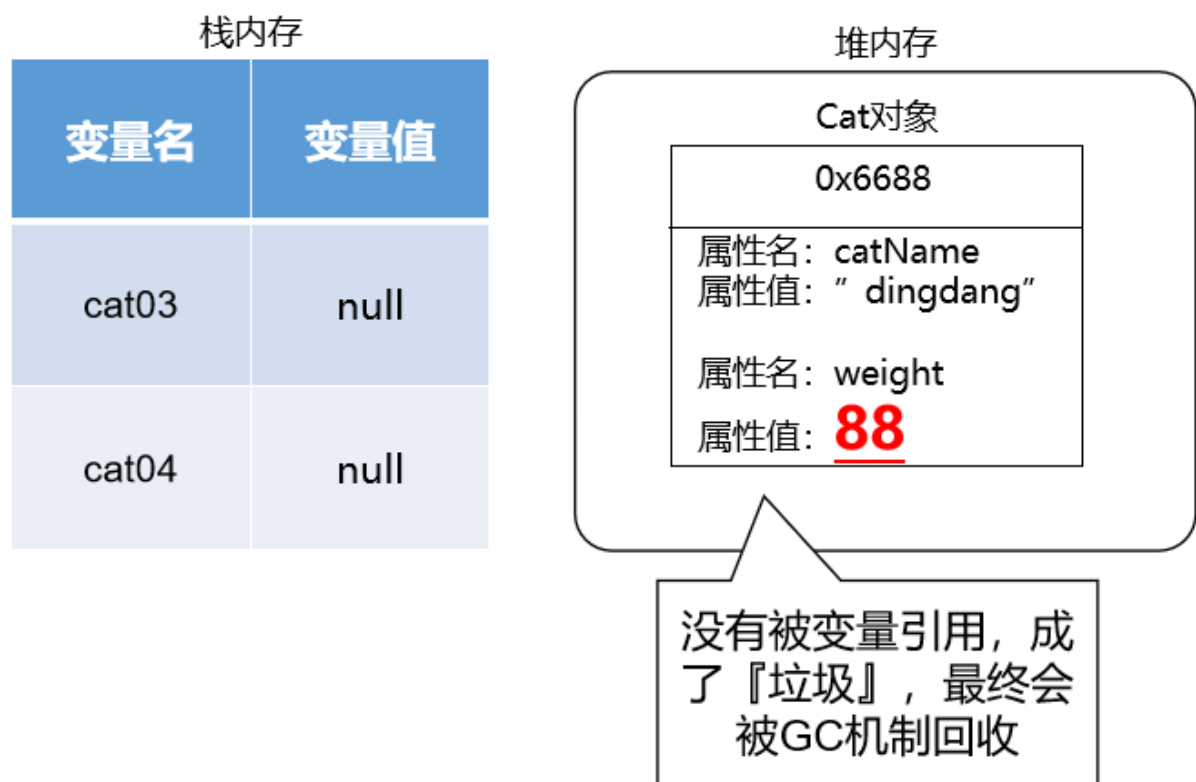 栈内存
变量名 变量值
cat03 null
cat04 null
堆内存
Cat对象
0x6688
属性名：catName
属性值：”dingdang”
属性名：weight
属性值：88
没有被变量引用，成
了『垃圾』，最终会
被GC机制回收